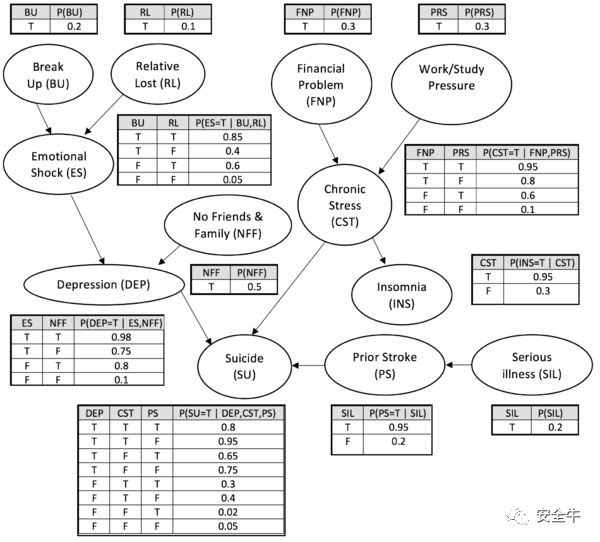 BU P(BU)
T 0.2
RL P(RL)
T 0.1
FNP P(FNP)
T 0.3
PRS P(PRS)
T 0.3
Break
Up (BU)
Relative
Lost (RL)
Financial
Problem
(FNP)
Work/Study
Pressure
BU RL P(ES=T | BU,RL)
T T 0.85
T F 0.4
F T 0.6
F F 0.05
Emotional
Shock (ES)
FNP PRS P(CST=T | FNP,PRS)
T T 0.95
T F 0.8
F T 0.6
F F 0.1
Chronic
Stress
(CST)
No Friends &
Family (NFF)
NFF P(NFF)
T 0.5
CST P(INS=T | CST)
T 0.95
F 0.3
Depression (DEP)
Insomnia
(INS)
ES NFF P(DEP=T | ES,NFF)
T T 0.98
T F 0.75
F T 0.8
F F 0.1
Suicide
(SU)
Prior Stroke
(PS)
Serious
illness (SIL)
DEP CST PS P(SU=T | DEP,CST,PS)
T T T 0.8
T T F 0.95
T F T 0.65
T F F 0.75
F T T 0.3
F T F 0.4
F F T 0.02
F F F 0.05
SIL P(PS=T | SIL)
T 0.95
F 0.2
SIL P(SIL)
T 0.2
安全牛